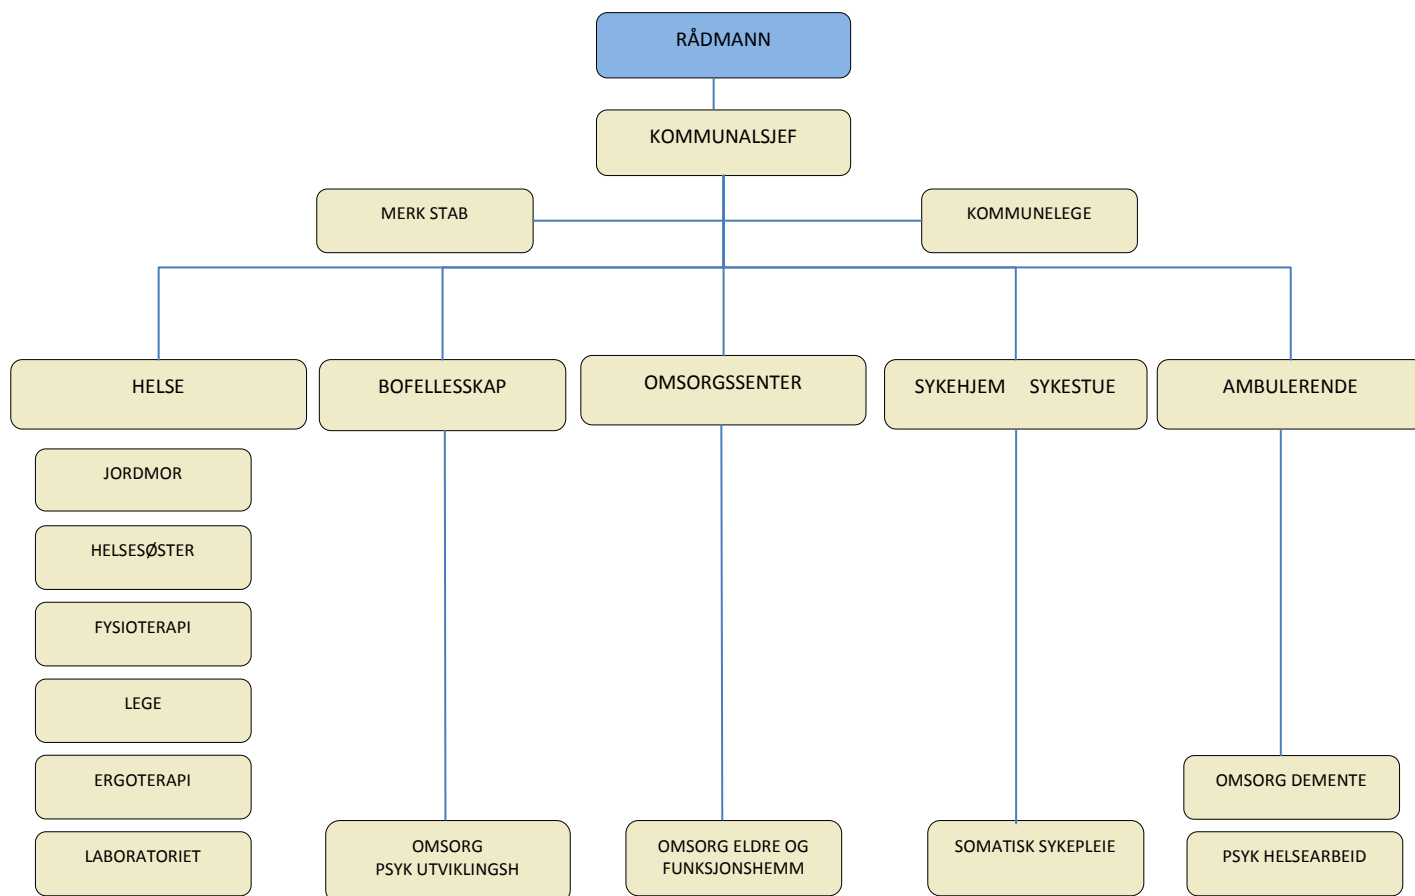 RÅDMANN
KOMMUNALSJEF
MERK STAB
KOMMUNELEGE
HELSE
BOFELLESSKAP
OMSORGSSENTER
SYKEHJEM SYKESTUE
AMBULERENDE
JORDMOR
HELSESØSTER
FYSIOTERAPI
LEGE
ERGOTERAPI
LABORATORIET
OMSORG
PSYK UTVIKLINGSH
OMSORG ELDRE OG
FUNKSJONSHEMM
SOMATISK SYKEPLEIE
OMSORG DEMENTE
PSYK HELSEARBEID